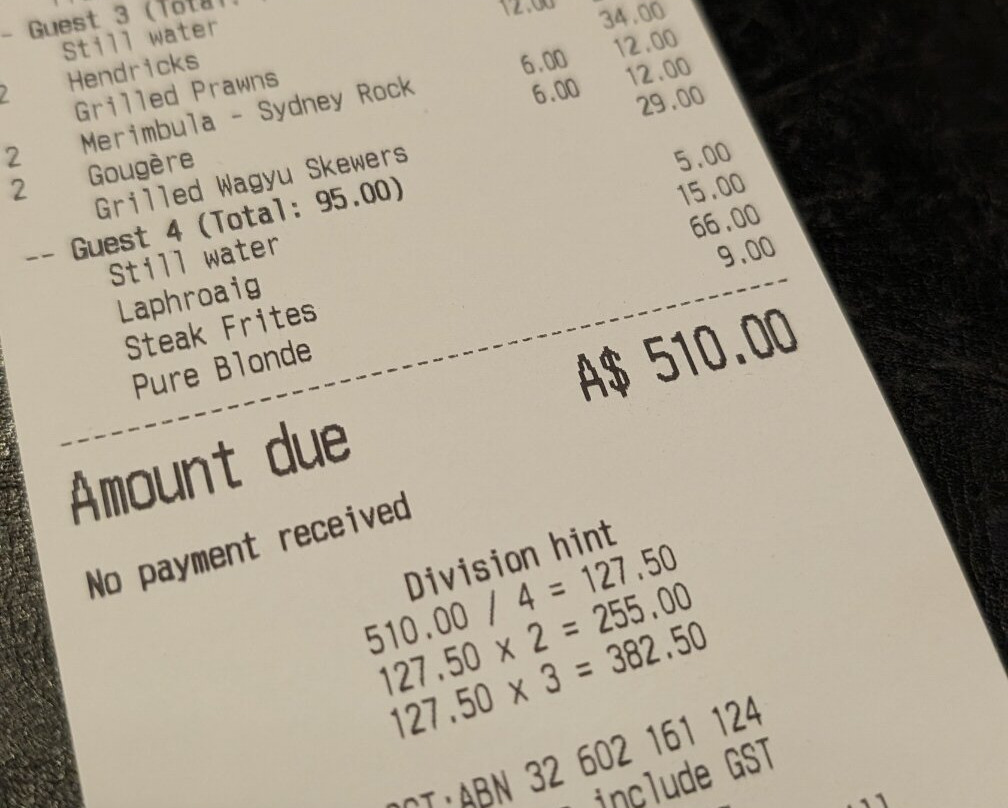 -- Guest 3 (Total:
Still water
2 Hendricks 12.00
Grilled Prawns 34.00
2 Merimbula - Sydney Rock 6.00 12.00
2 Gougère 6.00 12.00
Grilled Wagyu Skewers 29.00
-- Guest 4 (Total: 95.00)
Still water 5.00
Laphroaig 15.00
Steak Frites 66.00
Pure Blonde 9.00
Amount due A$ 510.00
No payment received
Division hint
510.00 / 4 = 127.50
127.50 x 2 = 255.00
127.50 x 3 = 382.50
ABN 32 602 161 124
include GST